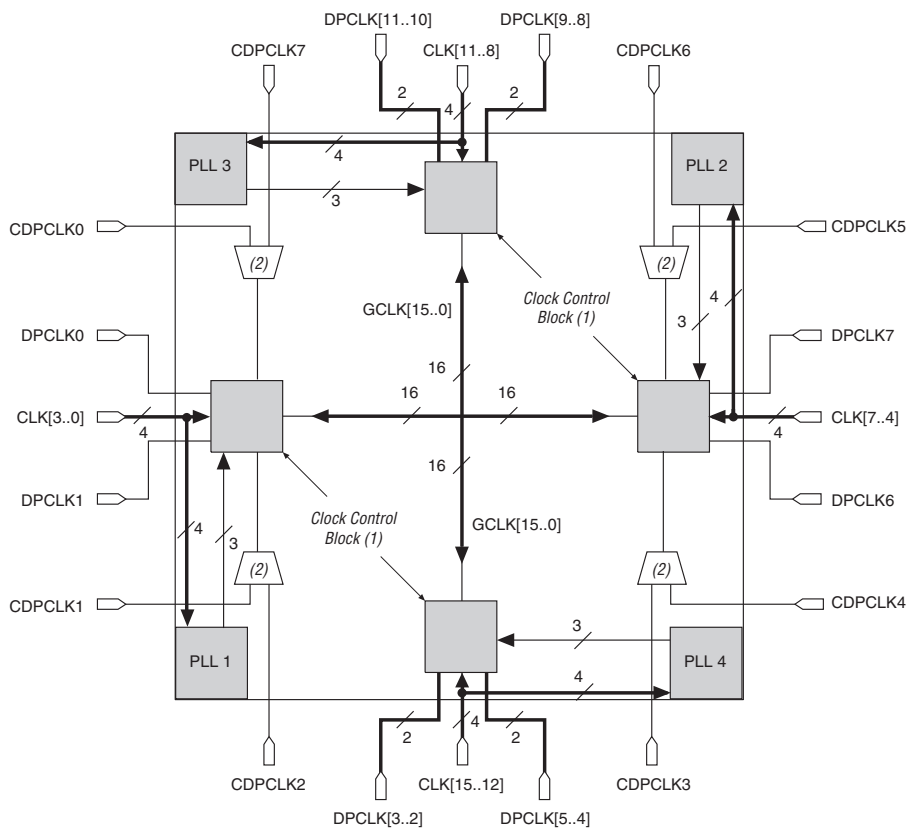 DPCLK[11..10]
DPCLK[9..8]
CDPCLK7
CLK[11..8]
CDPCLK6
2
4
2
4
PLL 3
PLL 2
3
CDPCLK0
CDPCLK5
(2)
(2)
GCLK[15..0]
Clock Control
Block (1)
4
3
DPCLK0
DPCLK7
16
16
16
CLK[3..0]
4
CLK[7..4]
4
16
DPCLK1
DPCLK6
4
3
Clock Control
Block (1)
GCLK[15..0]
(2)
(2)
CDPCLK1
CDPCLK4
3
PLL 1
PLL 4
4
2
4
2
CDPCLK2
CLK[15..12]
CDPCLK3
DPCLK[3..2]
DPCLK[5..4]